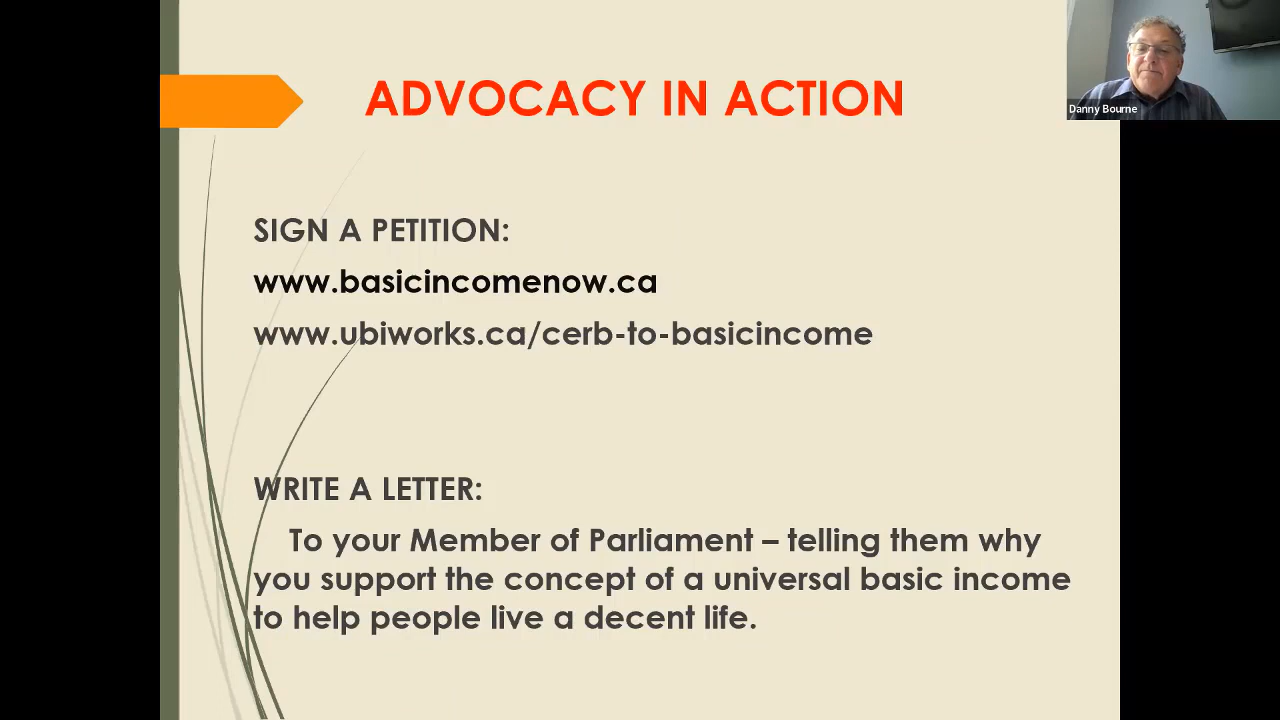 ADVOCACY IN ACTION
Danny Bourne
SIGN A PETITION:
www.basicincomenow.ca
www.ubiworks.ca/cerb-to-basicincome
WRITE A LETTER:
To your Member of Parliament – telling them why
you support the concept of a universal basic income
to help people live a decent life.